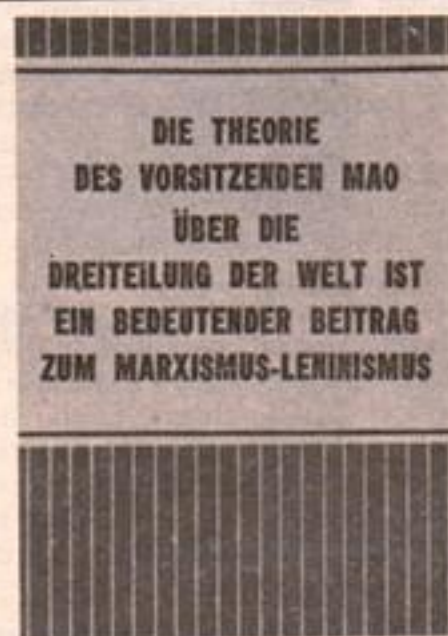 DIE THEORIE
DES VORSITZENDEN MAO
ÜBER DIE
DREITEILUNG DER WELT IST
EIN BEDEUTENDER BEITRAG
ZUM MARXISMUS-LENINISMUS